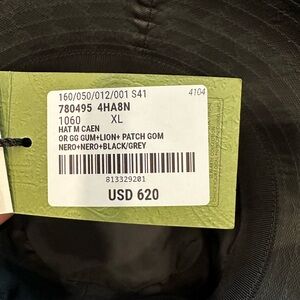 160/050/012/001 S41
4104
780495 4HA8N
1060 XL
HAT M CAEN
OR GG GUM+LION+ PATCH GOM
NERO+NERO+BLACK/GREY
813329201
USD 620